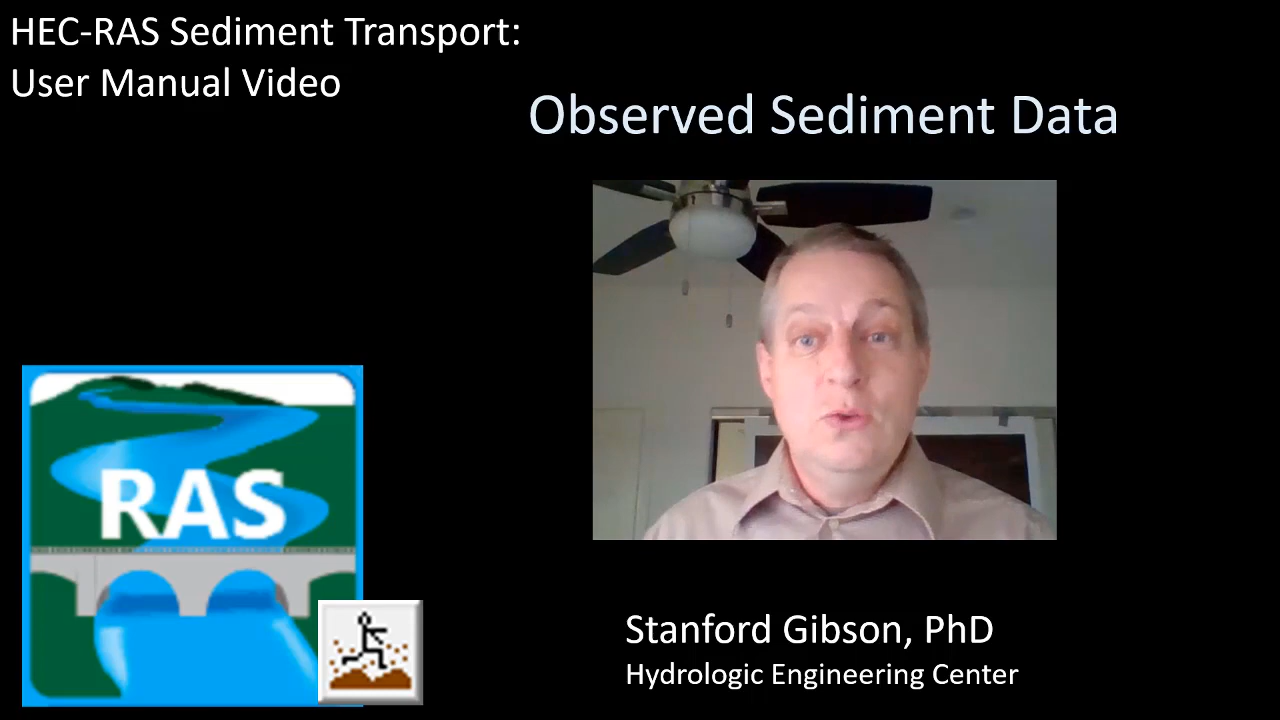 HEC-RAS Sediment Transport:
User Manual Video
Observed Sediment Data
RAS
Stanford Gibson, PhD
Hydrologic Engineering Center